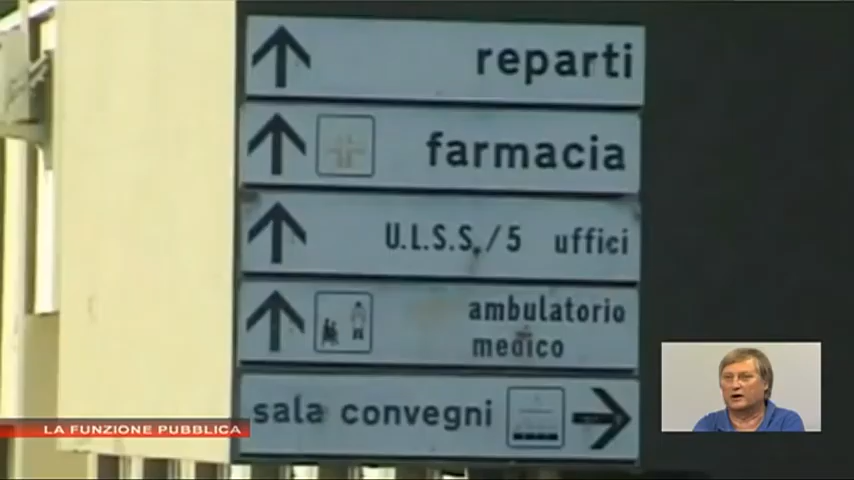 reparti
farmacia
U.L.S.S./5 uffici
ambulatorio
medico
sala convegni
LA FUNZIONE PUBBLICA